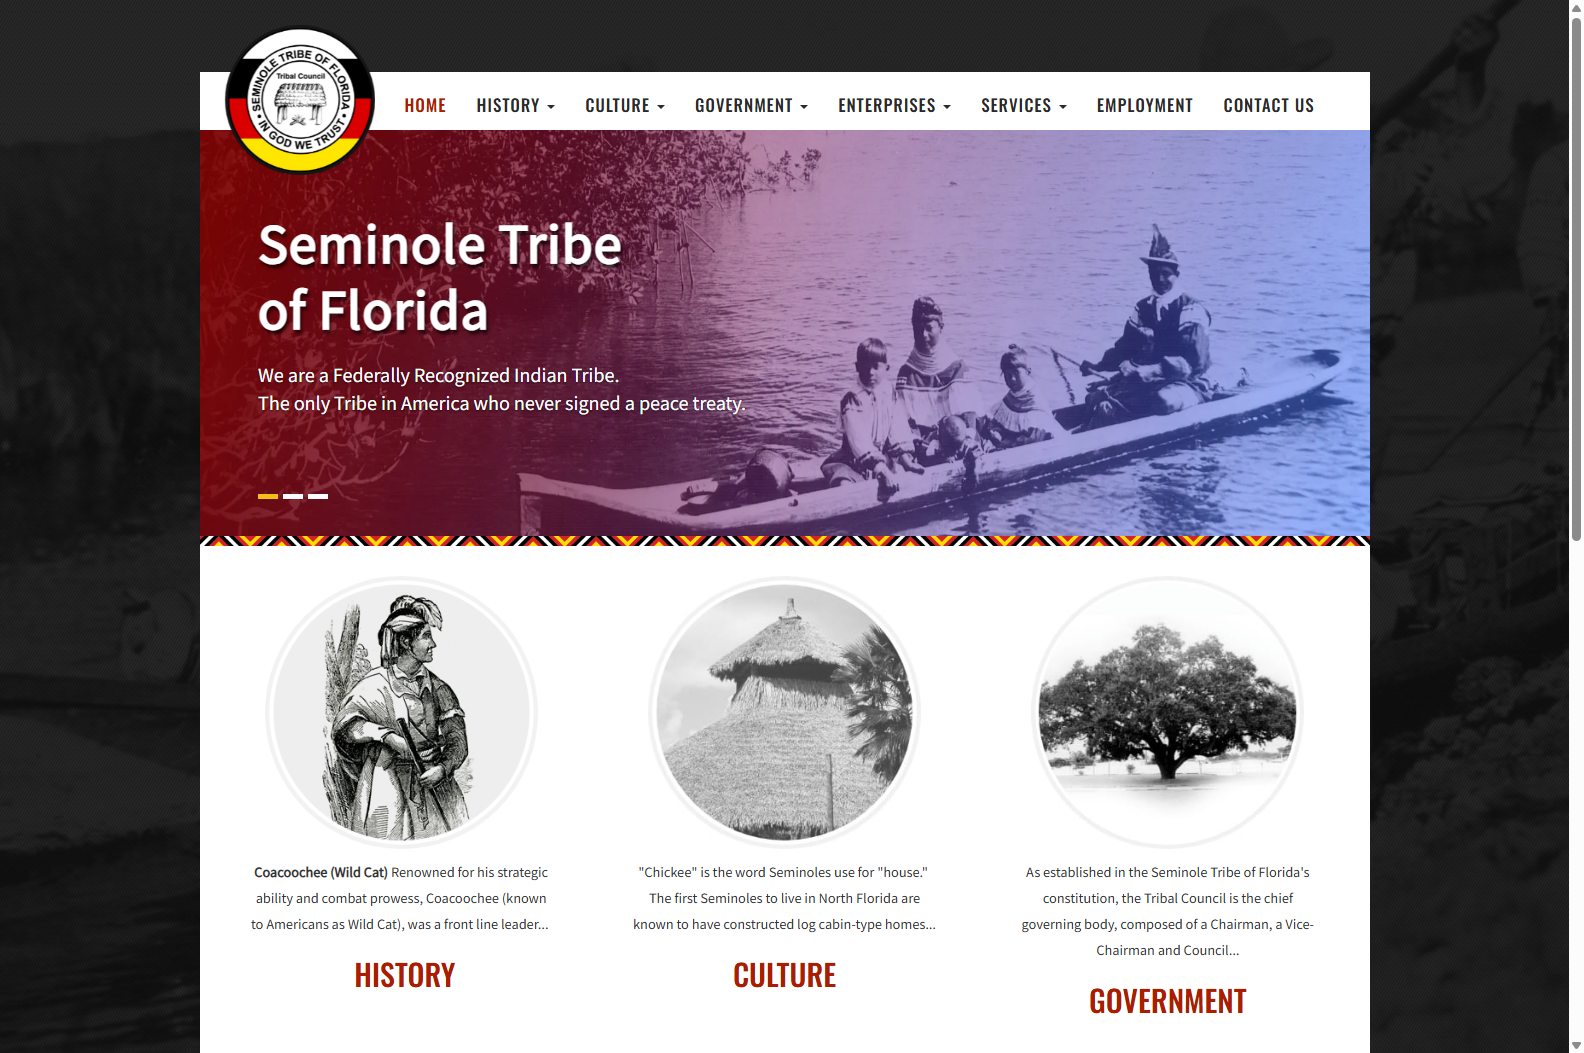 SEMINOLE TRIBE OF FLORIDA
Tribal Council
• IN GOD WE TRUST •
HOME
HISTORY
CULTURE
GOVERNMENT
ENTERPRISES
SERVICES
EMPLOYMENT
CONTACT US
Seminole Tribe
of Florida
We are a Federally Recognized Indian Tribe.
The only Tribe in America who never signed a peace treaty.
Coacoochee (Wild Cat) Renowned for his strategic
ability and combat prowess, Coacoochee (known
to Americans as Wild Cat), was a front line leader...
HISTORY
"Chickee" is the word Seminoles use for "house."
The first Seminoles to live in North Florida are
known to have constructed log cabin-type homes...
CULTURE
As established in the Seminole Tribe of Florida's
constitution, the Tribal Council is the chief
governing body, composed of a Chairman, a Vice-
Chairman and Council...
GOVERNMENT